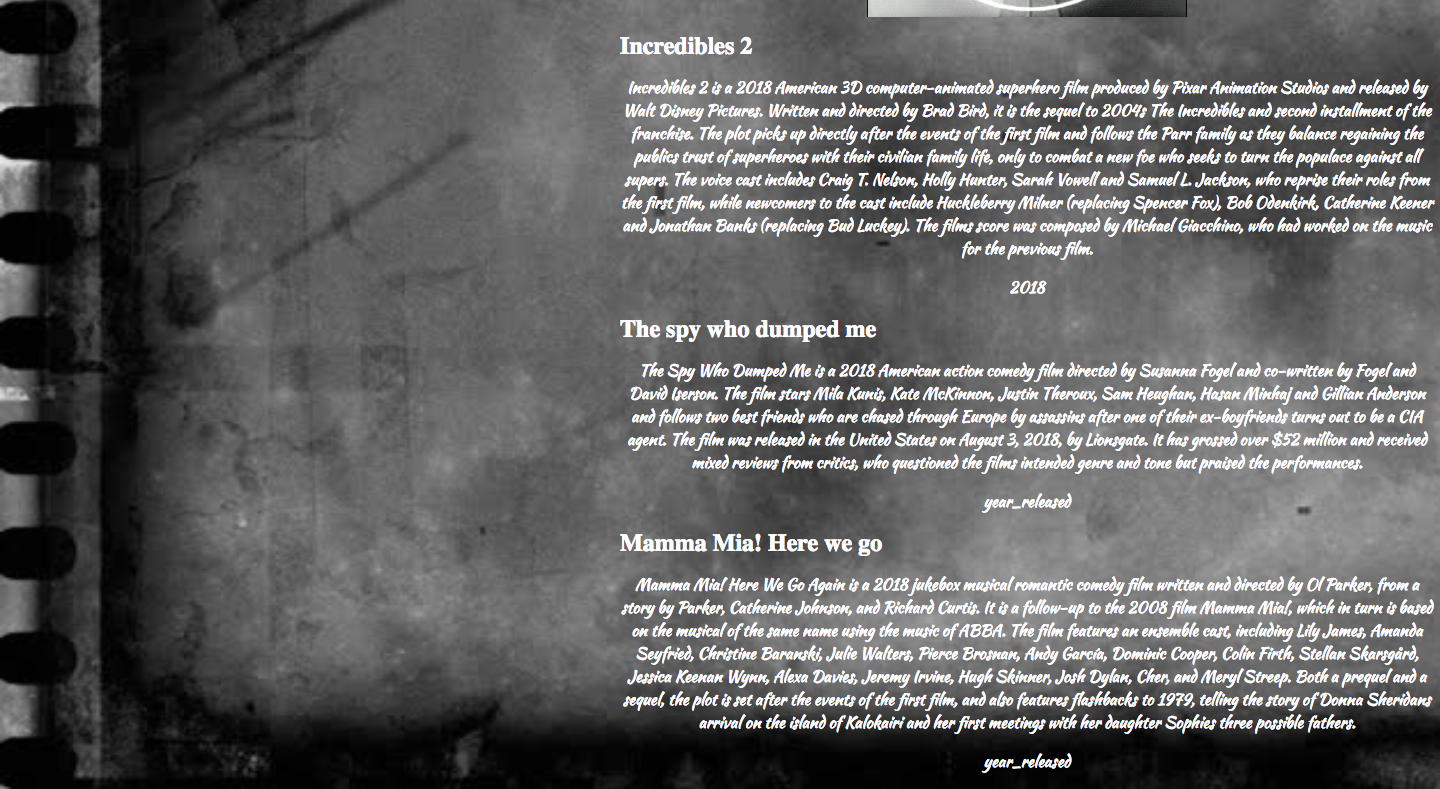 Incredibles 2
Incredibles 2 is a 2018 American 3D computer-animated superhero film produced by Pixar Animation Studios and released by
Walt Disney Pictures. Written and directed by Brad Bird, it is the sequel to 2004s The Incredibles and second installment of the
franchise. The plot picks up directly after the events of the first film and follows the Parr family as they balance regaining the
publics trust of superheroes with their civilian family life, only to combat a new foe who seeks to turn the populace against all
supers. The voice cast includes Craig T. Nelson, Holly Hunter, Sarah Vowell and Samuel L. Jackson, who reprise their roles from
the first film, while newcomers to the cast include Huckleberry Milner (replacing Spencer Fox), Bob Odenkirk, Catherine Keener
and Jonathan Banks (replacing Bud Luckey). The films score was composed by Michael Giacchino, who had worked on the music
for the previous film.
2018
The spy who dumped me
The Spy Who Dumped Me is a 2018 American action comedy film directed by Susanna Fogel and co-written by Fogel and
David Iserson. The film stars Mila Kunis, Kate McKinnon, Justin Theroux, Sam Heughan, Hasan Minhaj and Gillian Anderson
and follows two best friends who are chased through Europe by assassins after one of their ex-boyfriends turns out to be a CIA
agent. The film was released in the United States on August 3, 2018, by Lionsgate. It has grossed over $52 million and received
mixed reviews from critics, who questioned the films intended genre and tone but praised the performances.
year_released
Mamma Mia! Here we go
Mamma Mia! Here We Go Again is a 2018 jukebox musical romantic comedy film written and directed by Ol Parker, from a
story by Parker, Catherine Johnson, and Richard Curtis. It is a follow-up to the 2008 film Mamma Mia!, which in turn is based
on the musical of the same name using the music of ABBA. The film features an ensemble cast, including Lily James, Amanda
Seyfried, Christine Baranski, Julie Walters, Pierce Brosnan, Andy García, Dominic Cooper, Colin Firth, Stellan Skarsgård,
Jessica Keenan Wynn, Alexa Davies, Jeremy Irvine, Hugh Skinner, Josh Dylan, Cher, and Meryl Streep. Both a prequel and a
sequel, the plot is set after the events of the first film, and also features flashbacks to 1979, telling the story of Donna Sheridans
arrival on the island of Kalokairi and her first meetings with her daughter Sophies three possible fathers.
year_released